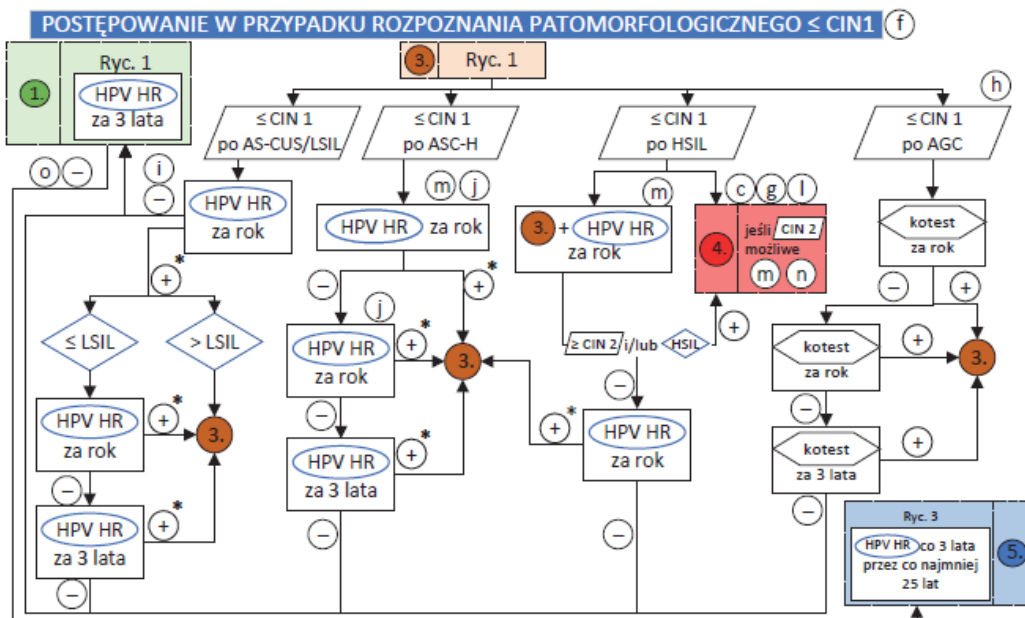 POSTĘPOWANIE W PRZYPADKU ROZPOZNANIA PATOMORFOLOGICZNEGO ≤ CIN1
f
1.
Ryc. 1
HPV HR
za 3 lata
3.
Ryc. 1
h
≤ CIN 1
po AS-CUS/LSIL
≤ CIN 1
po ASC-H
≤ CIN 1
po HSIL
≤ CIN 1
po AGC
o
–
i
–
HPV HR
za rok
+*
≤ LSIL
> LSIL
HPV HR
za rok
+*
3.
–
HPV HR
za 3 lata
+*
–
m
j
HPV HR za rok
–
+*
j
HPV HR
za rok
+*
3.
–
HPV HR
za 3 lata
+*
–
m
3. + HPV HR
za rok
c
g
l
4.
jeśli CIN 2
możliwe
m
n
≥ CIN 2 i/lub HSIL
+
–
+*
HPV HR
za rok
–
kotest
za rok
–
+
kotest
za rok
+
3.
–
kotest
za 3 lata
+
–
Ryc. 3
HPV HR co 3 lata
przez co najmniej
25 lat
5.